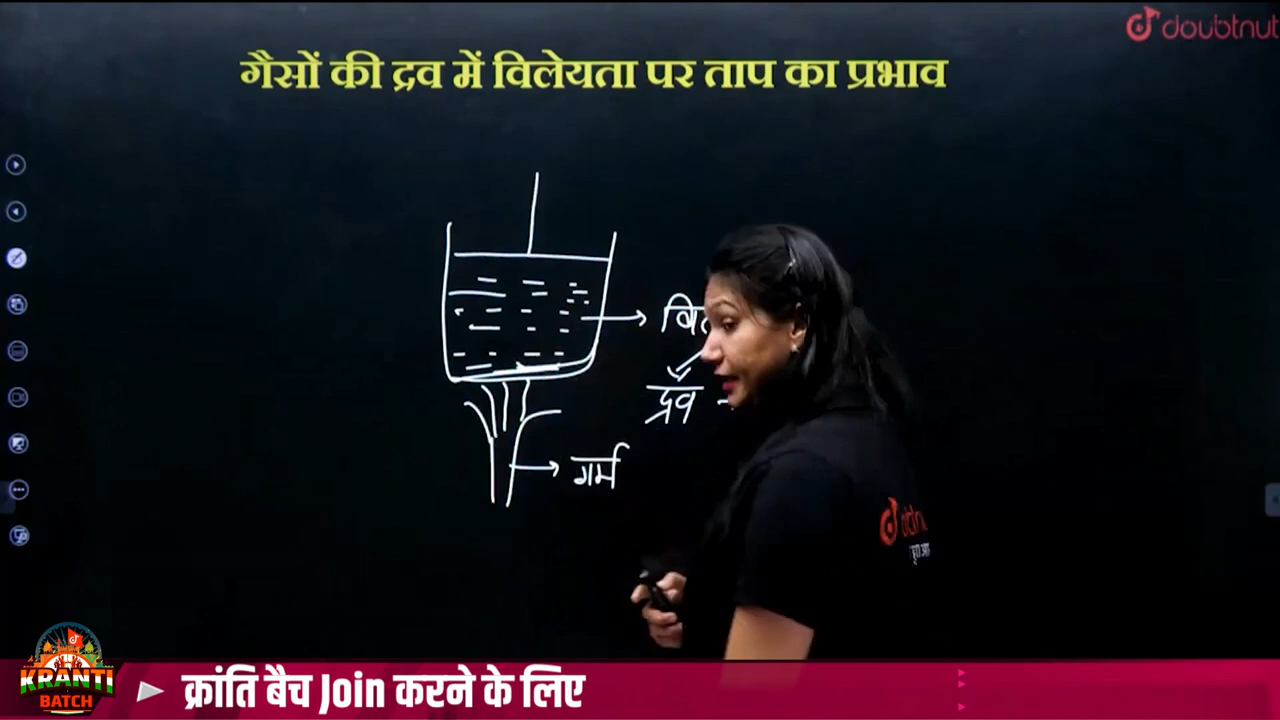 doubtnut
गैसों की द्रव में विलेयता पर ताप का प्रभाव
द्रव
गर्म
KRANTI
BATCH
क्रांति बैच Join करने के लिए